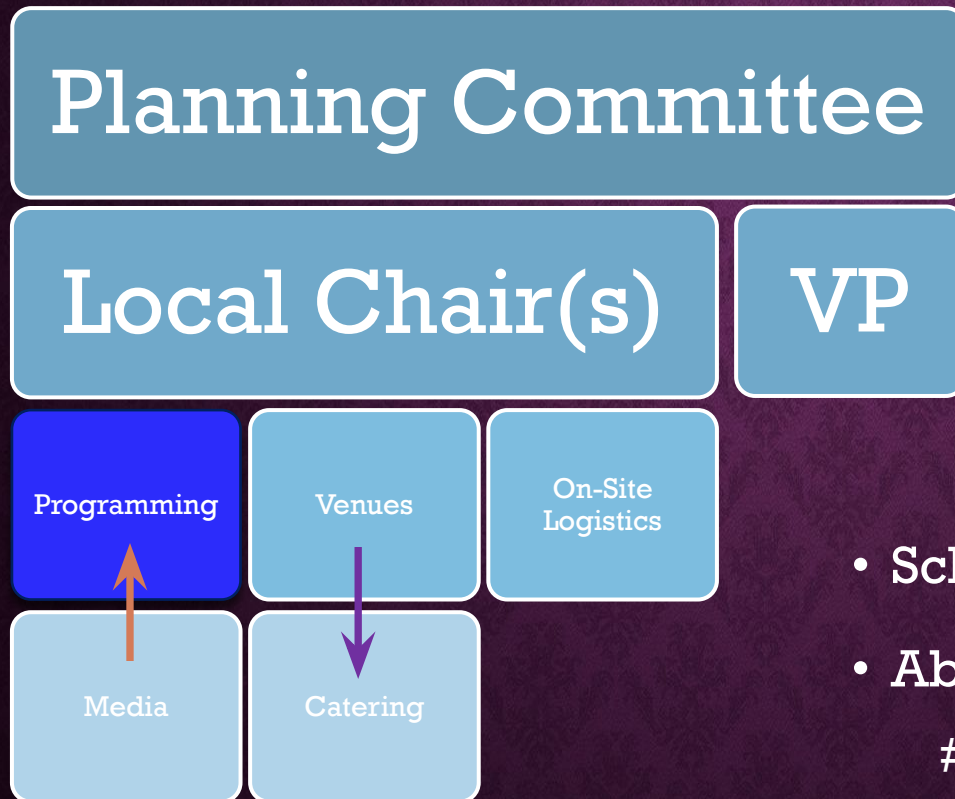 Planning Committee
Local Chair(s)
VP
Programming
Venues
On-Site
Logistics
Media
Catering